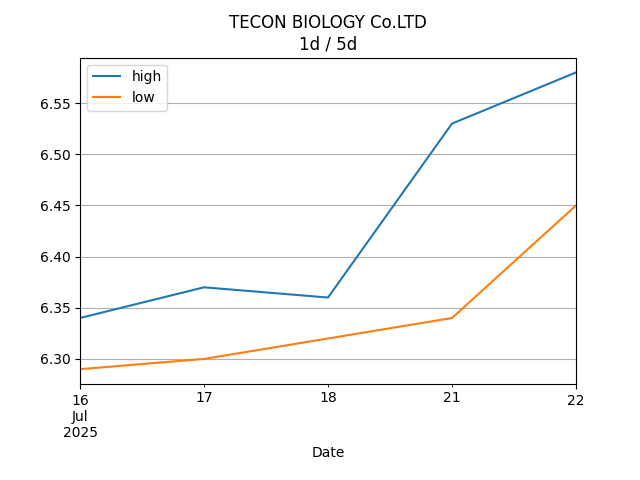 TECON BIOLOGY Co.LTD
1d / 5d
high
low
6.55
6.50
6.45
6.40
6.35
6.30
16 17 18 21 22
Jul
2025
Date